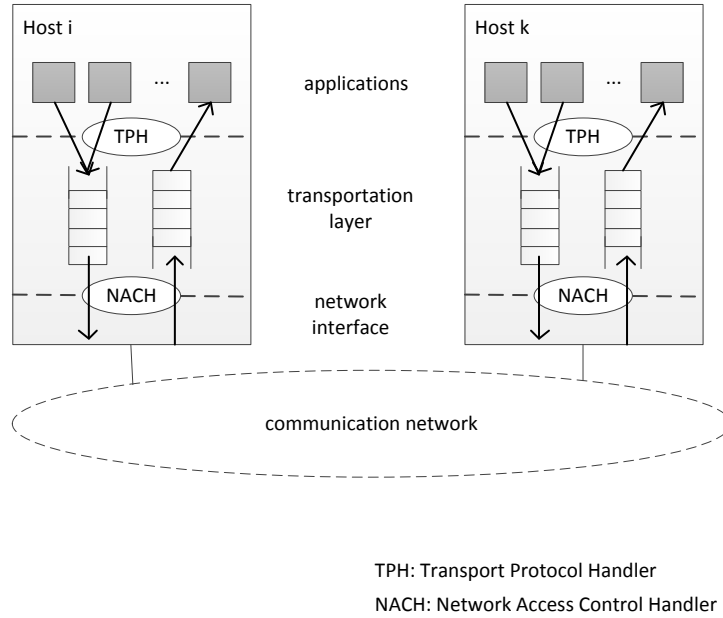 Host i
Host k
...
applications
...
TPH
TPH
transportation
layer
NACH
network
interface
NACH
communication network
TPH: Transport Protocol Handler
NACH: Network Access Control Handler